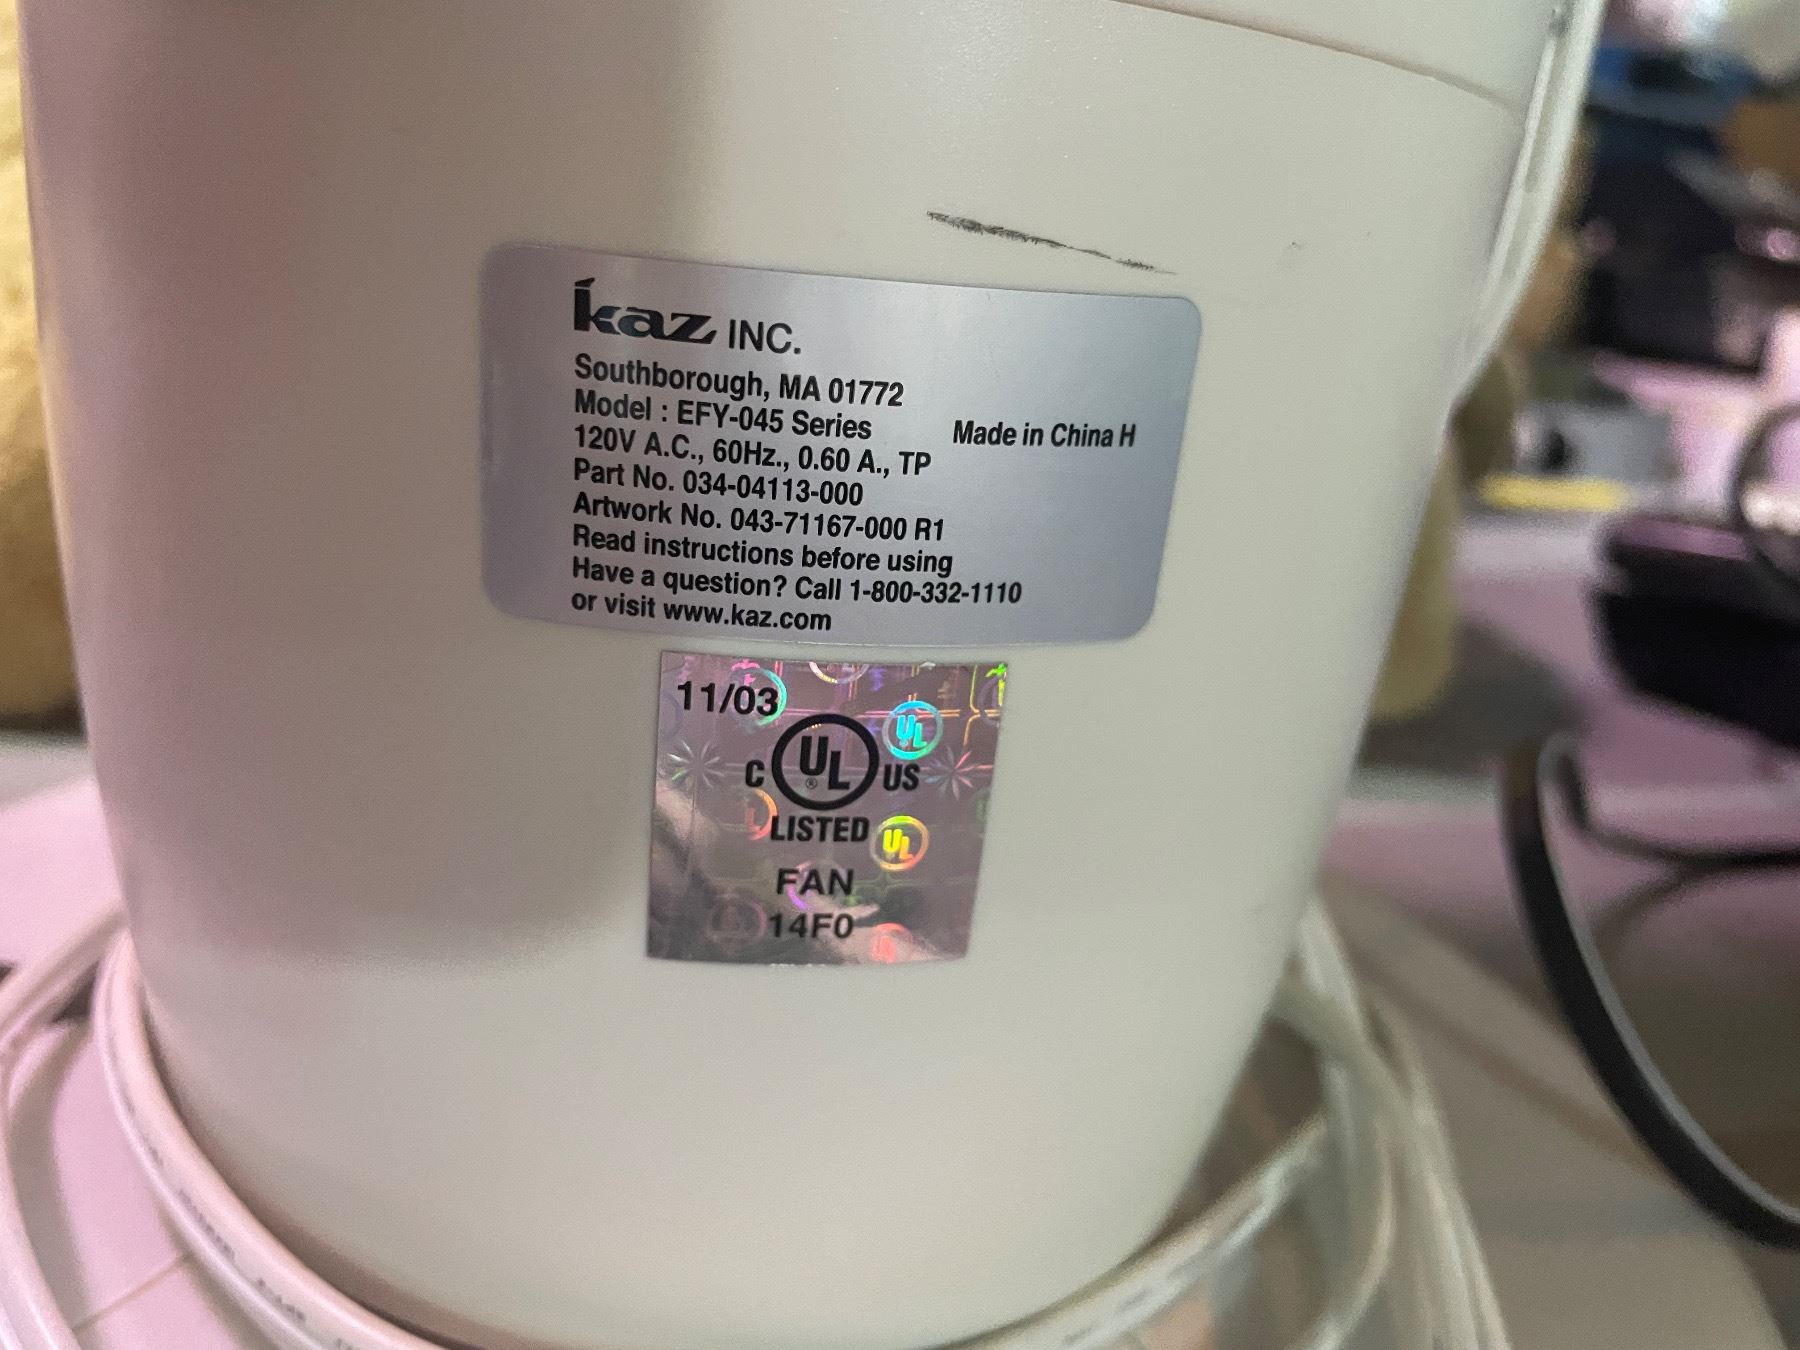 kaz INC.
Southborough, MA 01772
Model : EFY-045 Series
Made in China H
120V A.C., 60Hz., 0.60 A., TP
Part No. 034-04113-000
Artwork No. 043-71167-000 R1
Read instructions before using
Have a question? Call 1-800-332-1110
or visit www.kaz.com
11/03
UL
C UL ® US
LISTED
UL
FAN
14F0